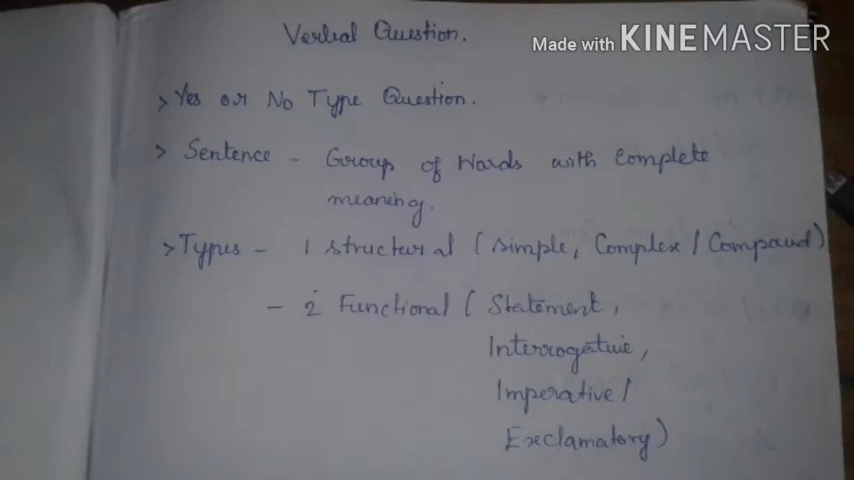 Verbal Question.
Made with KINEMASTER
> Yes or No Type Question.
> Sentence - Group of Words with Complete
meaning.
> Types - 1 structural ( simple, Complex / Compoud )
- 2 Functional ( Statement,
Interrogative,
Imperative /
Exclamatory )